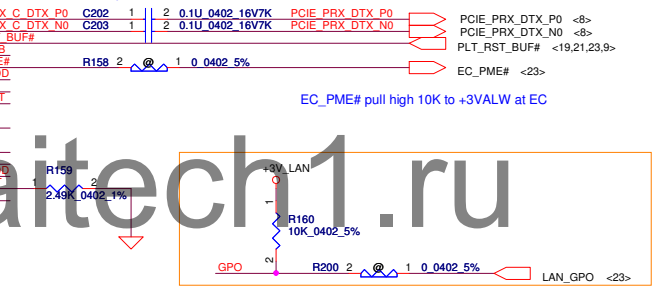 X_C_DTX_P0 C202 1 2 0.1U_0402_16V7K PCIE_PRX_DTX_P0 PCIE_PRX_DTX_P0 <8>
X_C_DTX_N0 C203 1 2 0.1U_0402_16V7K PCIE_PRX_DTX_N0 PCIE_PRX_DTX_N0 <8>
BUF# PLT_RST_BUF# <19,21,23,9>
E# R158 2 @ 1 0_0402_5% EC_PME# <23>
EC_PME# pull high 10K to +3VALW at EC
aitech1.ru
R159
1 2
2.49K_0402_1%
+3V_LAN
1
R160
10K_0402_5%
2
GPO R200 2 @ 1 0_0402_5% LAN_GPO <23>